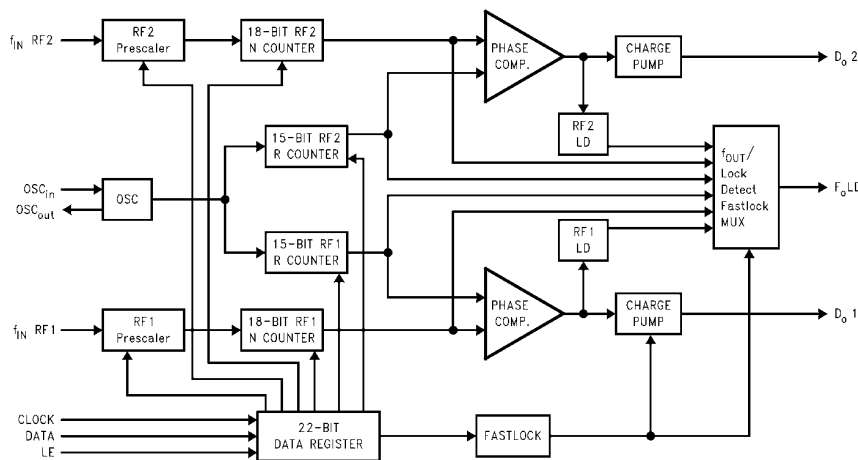 f_IN RF2
RF2
Prescaler
18-BIT RF2
N COUNTER
PHASE
COMP.
CHARGE
PUMP
D_o 2
15-BIT RF2
R COUNTER
RF2
LD
f_OUT/
Lock
Detect
Fastlock
MUX
F_oLD
OSC_in
OSC_out
OSC
15-BIT RF1
R COUNTER
RF1
LD
f_IN RF1
RF1
Prescaler
18-BIT RF1
N COUNTER
PHASE
COMP.
CHARGE
PUMP
D_o 1
CLOCK
DATA
LE
22-BIT
DATA REGISTER
FASTLOCK